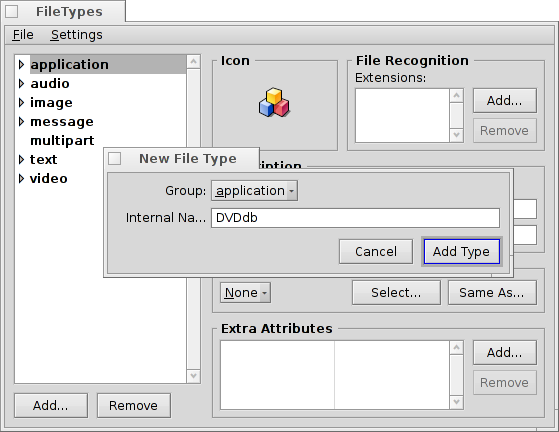 FileTypes
File Settings
application
audio
image
message
multipart
text
video
Add... Remove
Icon
File Recognition
Extensions:
Add...
Remove
New File Type
Group: application
Internal Na... DVDdb
Cancel Add Type
None Select... Same As...
Extra Attributes
Add...
Remove